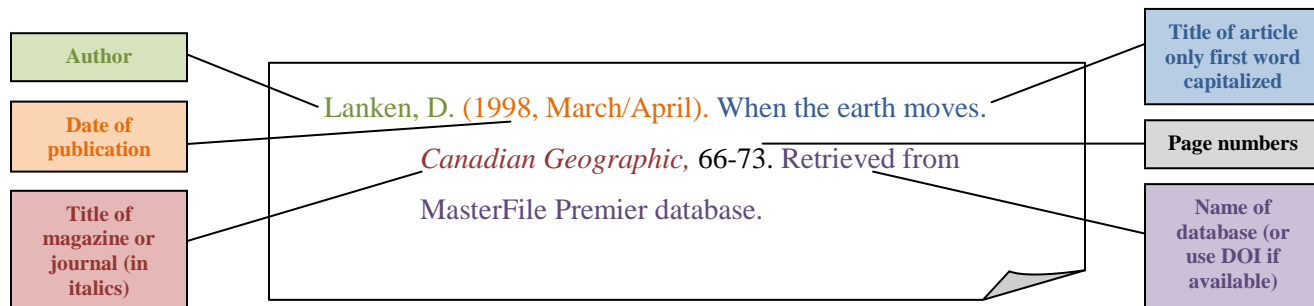 Author
Date of
publication
Title of
magazine or
journal (in
italics)
Lanken, D. (1998, March/April). When the earth moves.
Canadian Geographic, 66-73. Retrieved from
MasterFile Premier database.
Title of article
only first word
capitalized
Page numbers
Name of
database (or
use DOI if
available)